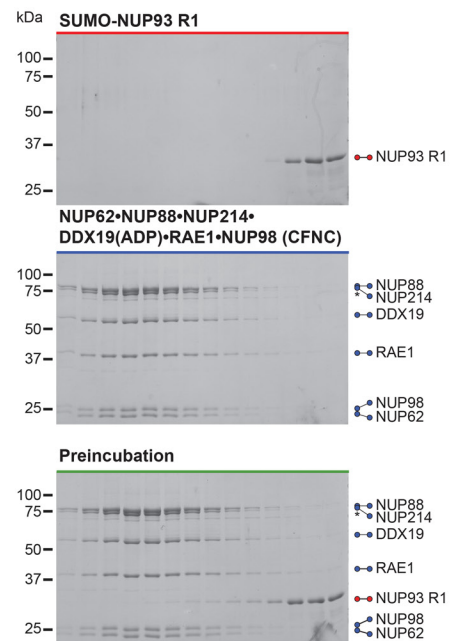 kDa
SUMO-NUP93 R1
100
75
50
37
25
NUP93 R1
NUP62•NUP88•NUP214•
DDX19(ADP)•RAE1•NUP98 (CFNC)
100
75
50
37
25
NUP88
* NUP214
DDX19
RAE1
NUP98
NUP62
Preincubation
100
75
50
37
25
NUP88
* NUP214
DDX19
RAE1
NUP93 R1
NUP98
NUP62